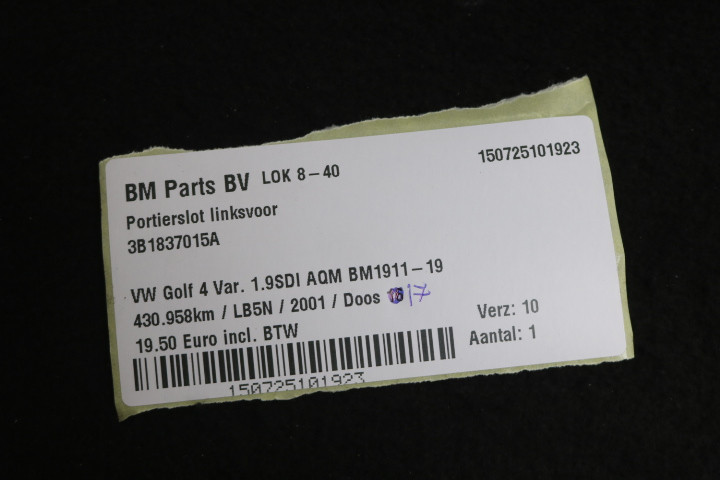 BM Parts BV LOK 8-40 150725101923
Portierslot linksvoor
3B1837015A
VW Golf 4 Var. 1.9SDI AQM BM1911-19
430.958km / LB5N / 2001 / Doos 17
19.50 Euro incl. BTW
Verz: 10
Aantal: 1
150725101923